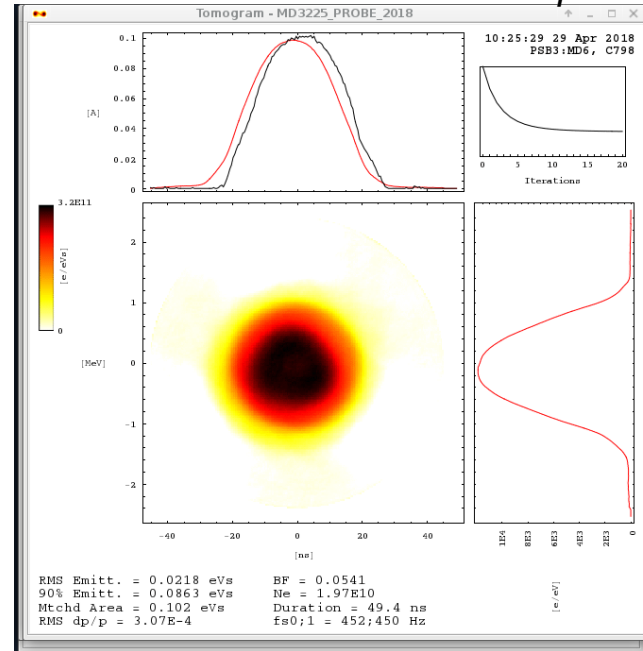 Tomogram - MD3225_PROBE_2018
10:25:29 29 Apr 2018
PSB3:MD6, C798
0.1
0.08
0.06
0.04
0.02
0
[A]
0 5 10 15 20
Iterations
3.2E11
0
[e/eVs]
2
1
0
-1
-2
[MeV]
-40 -20 0 20 40
[ns]
1E4 8E3 6E3 4E3 2E3 0
[e/eV]
RMS Emitt. = 0.0218 eVs BF = 0.0541
90% Emitt. = 0.0863 eVs Ne = 1.97E10
Mtchd Area = 0.102 eVs Duration = 49.4 ns
RMS dp/p = 3.07E-4 fs0;1 = 452;450 Hz